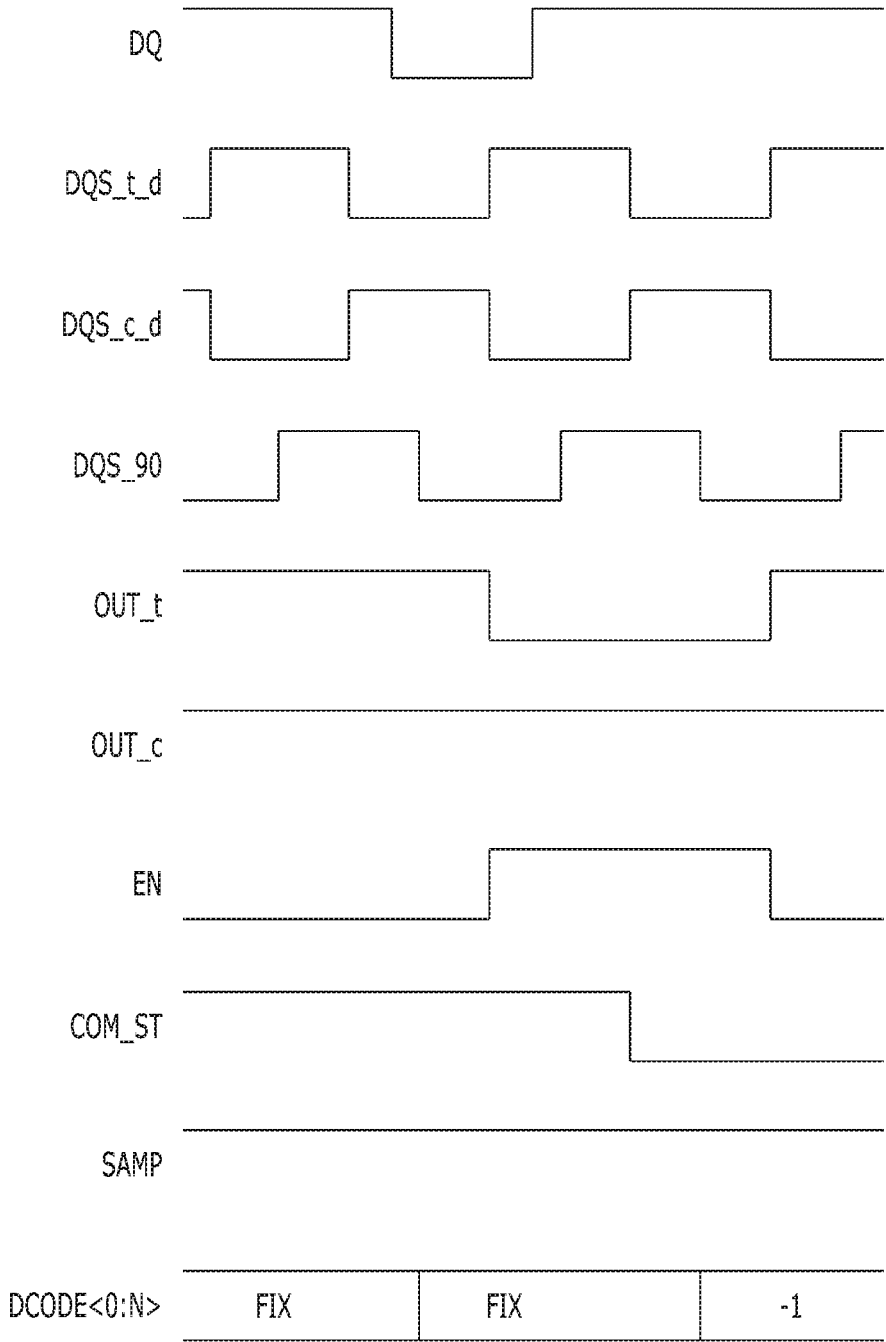 DQ
DQS_t_d
DQS_c_d
DQS_90
OUT_t
OUT_c
EN
COM_ST
SAMP
DCODE<0:N> FIX FIX -1